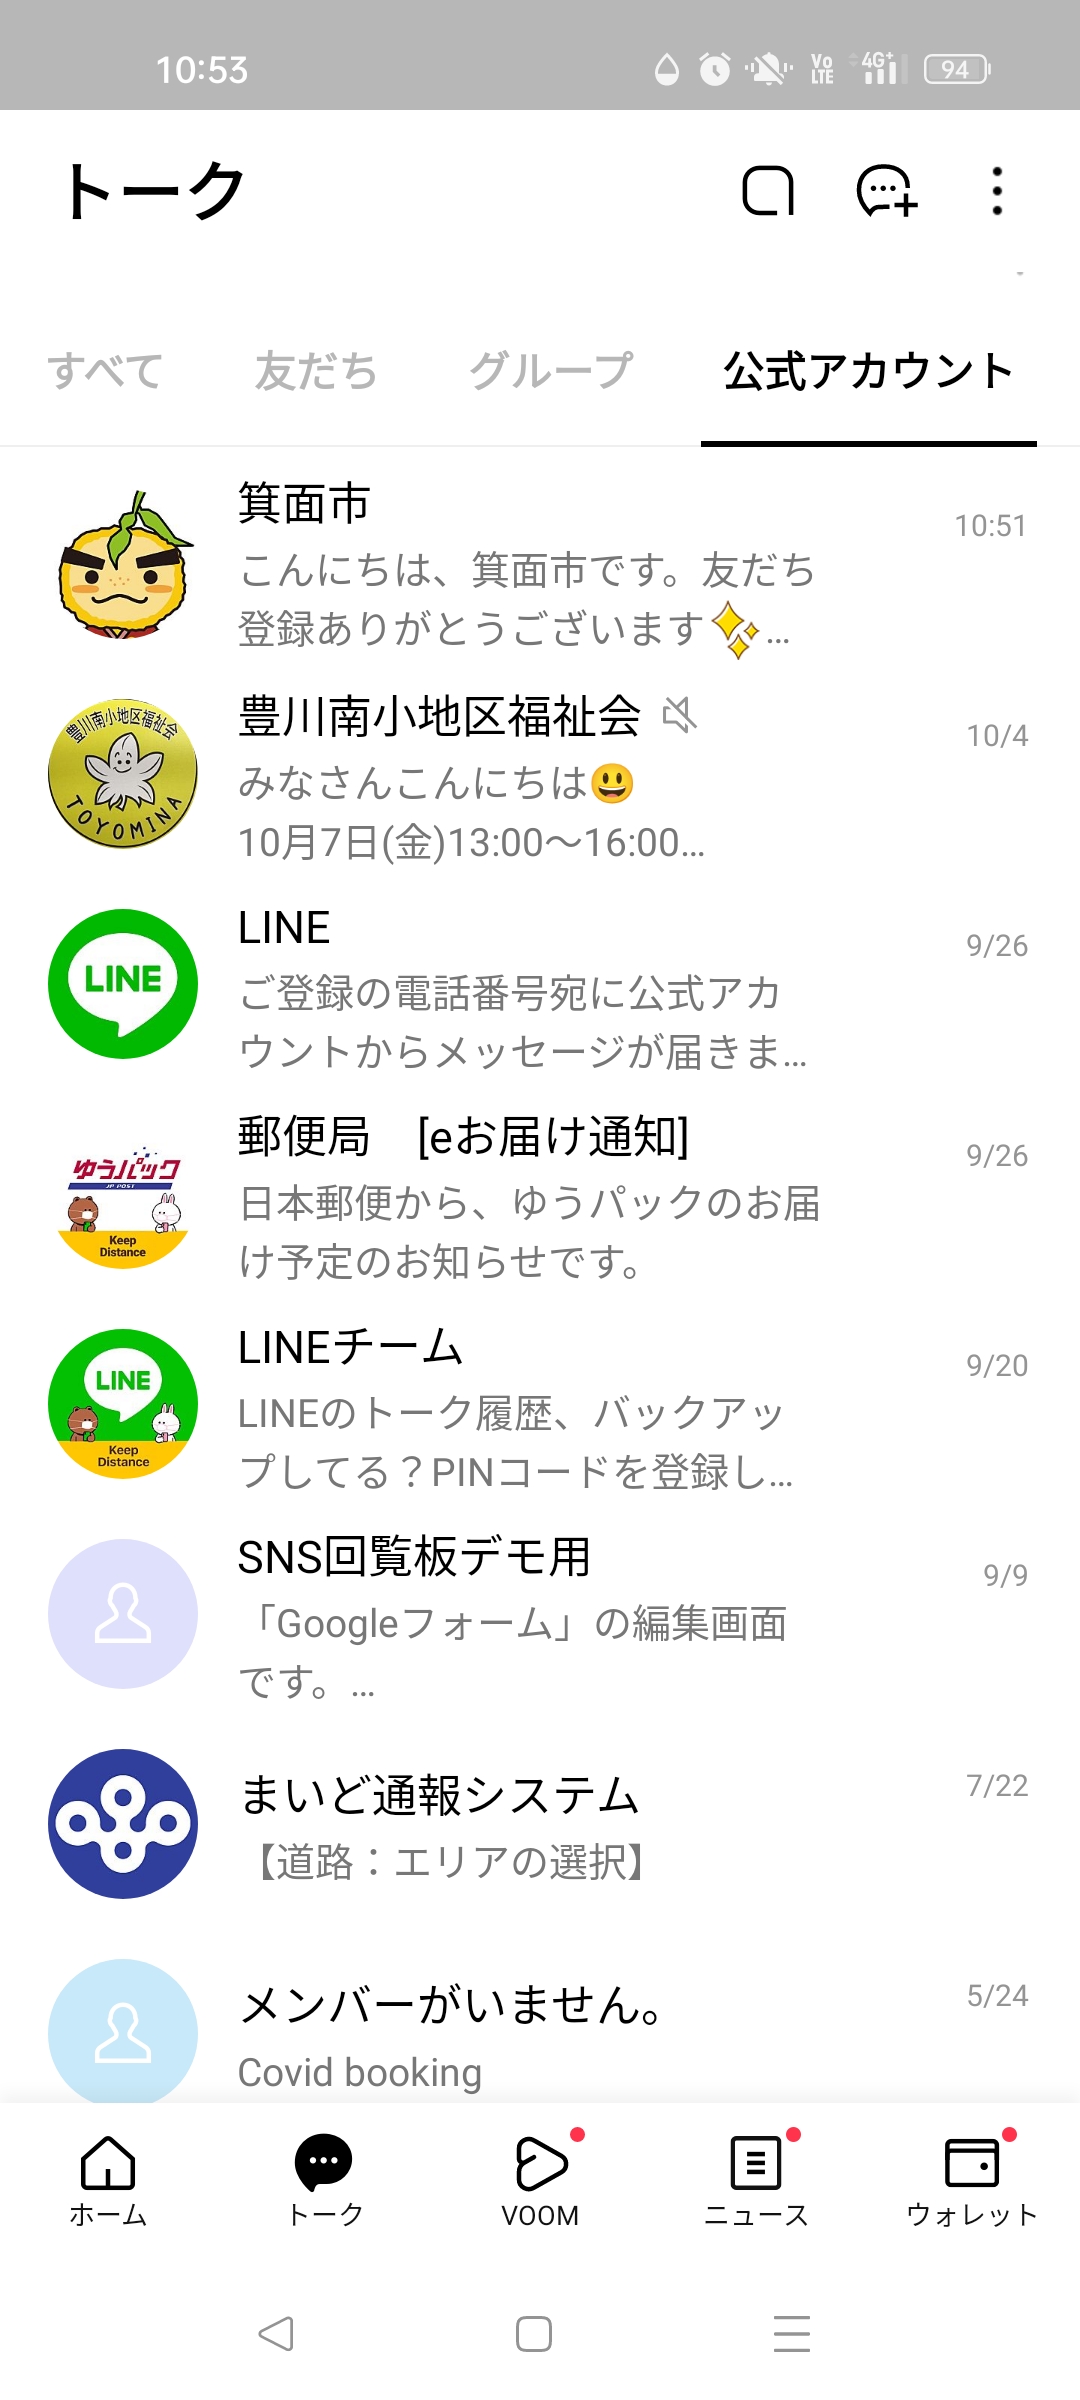 10:53
Vo
LTE
4G+
94
トーク
すべて
友だち
グループ
公式アカウント
箕面市
10:51
こんにちは、箕面市です。友だち
登録ありがとうございます✨...
豊川南小地区福祉会
TOYOMINA
豊川南小地区福祉会
10/4
みなさんこんにちは😃
10月7日(金)13:00〜16:00...
LINE
LINE
9/26
ご登録の電話番号宛に公式アカ
ウントからメッセージが届きま...
ゆうパック
JP POST
Keep
Distance
郵便局　[eお届け通知]
9/26
日本郵便から、ゆうパックのお届
け予定のお知らせです。
LINE
Keep
Distance
LINEチーム
9/20
LINEのトーク履歴、バックアッ
プしてる？PINコードを登録し...
SNS回覧板デモ用
9/9
「Googleフォーム」の編集画面
です。...
まいど通報システム
7/22
【道路：エリアの選択】
メンバーがいません。
5/24
Covid booking
ホーム
トーク
VOOM
ニュース
ウォレット